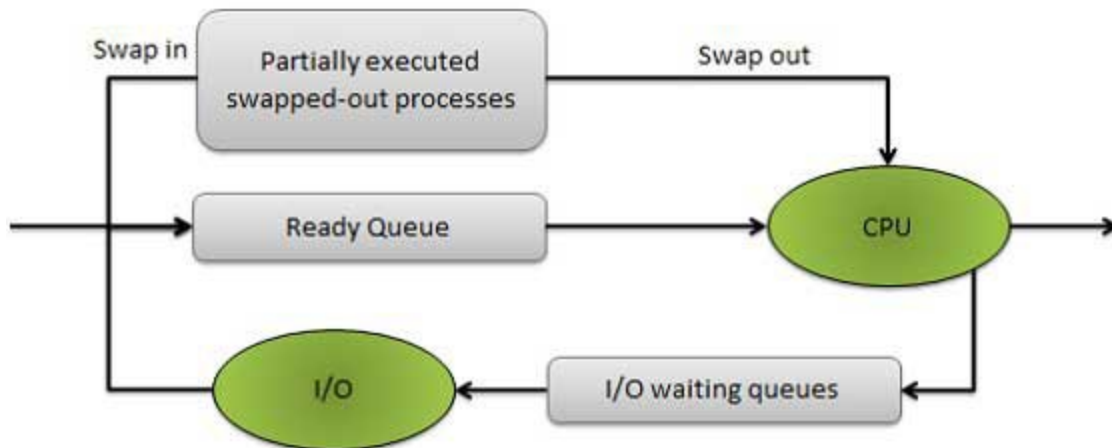 Swap in
Partially executed
swapped-out processes
Swap out
Ready Queue
CPU
I/O
I/O waiting queues